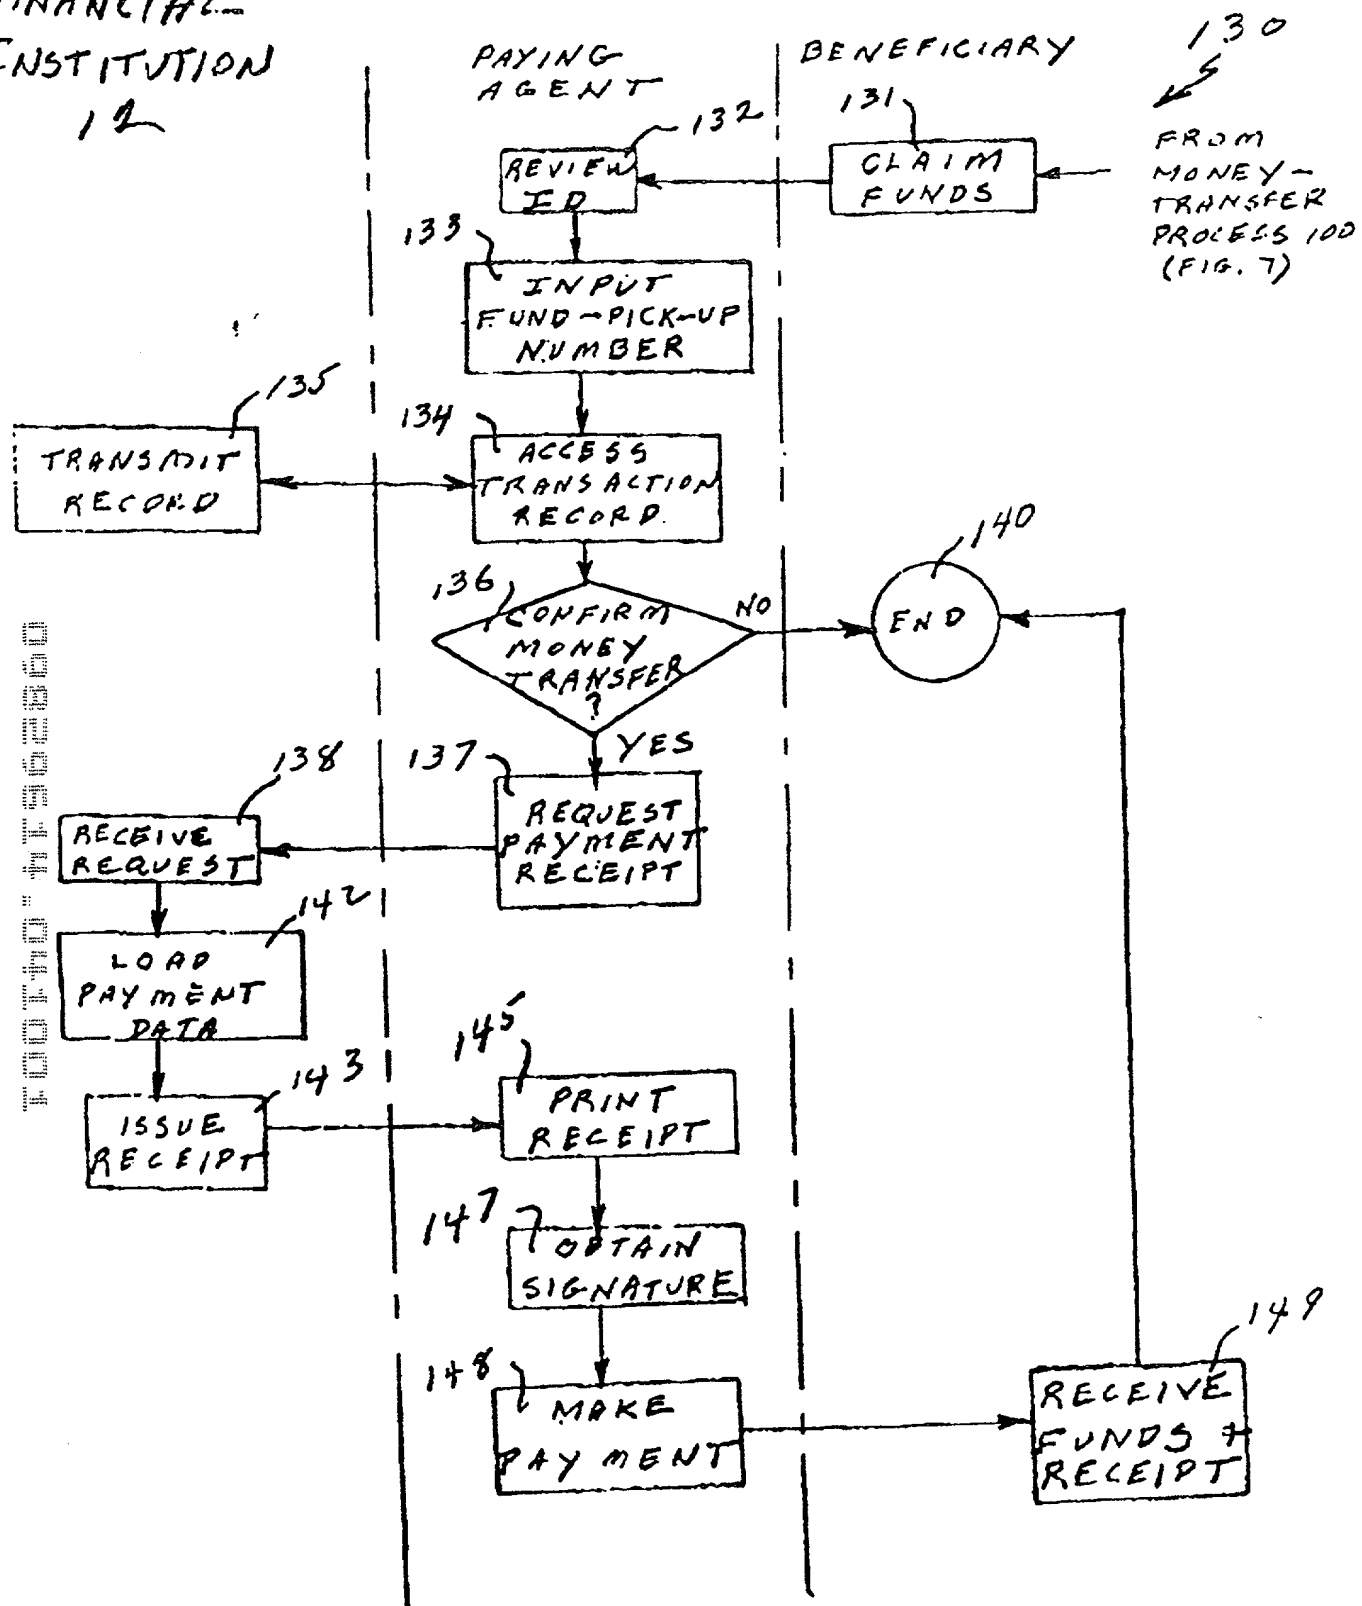 FINANCIAL
INSTITUTION
12
PAYING
AGENT
BENEFICIARY
130
FROM
MONEY-
TRANSFER
PROCESS 100
(FIG. 7)
131
CLAIM
FUNDS
132
REVIEW
ID
133
INPUT
FUND-PICK-UP
NUMBER
134
ACCESS
TRANSACTION
RECORD
135
TRANSMIT
RECORD
136
CONFIRM
MONEY
TRANSFER
?
NO
140
END
YES
137
REQUEST
PAYMENT
RECEIPT
138
RECEIVE
REQUEST
142
LOAD
PAYMENT
DATA
143
ISSUE
RECEIPT
145
PRINT
RECEIPT
147
OBTAIN
SIGNATURE
148
MAKE
PAYMENT
149
RECEIVE
FUNDS +
RECEIPT
09829614.041001